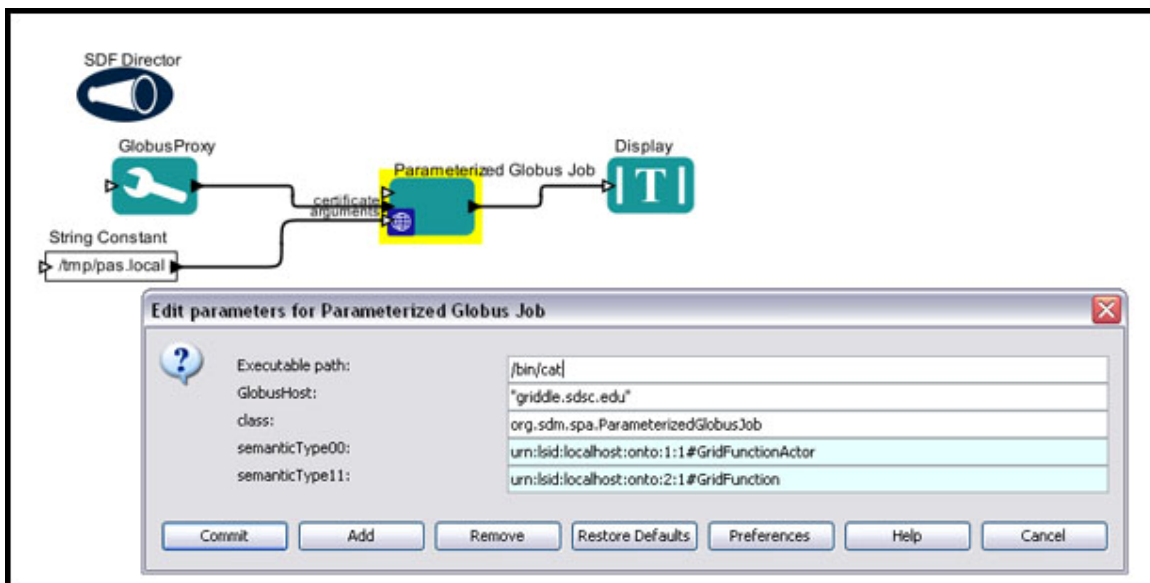 SDF Director
GlobusProxy
Display
T
Parameterized Globus Job
certificate
arguments
String Constant
/tmp/pas.local
Edit parameters for Parameterized Globus Job
?
Executable path:
/bin/cat
GlobusHost:
"griddle.sdsc.edu"
class:
org.sdm.spa.ParameterizedGlobusJob
semanticType00:
urn:lsid:localhost:onto:1:1#GridFunctionActor
semanticType11:
urn:lsid:localhost:onto:2:1#GridFunction
Commit Add Remove Restore Defaults Preferences Help Cancel